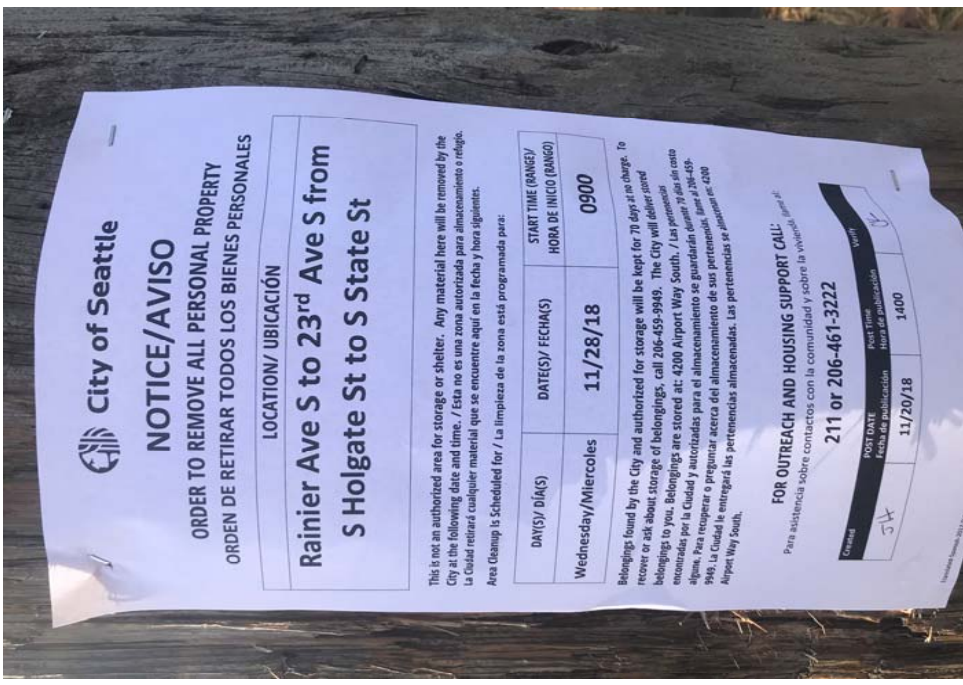 City of Seattle
NOTICE/AVISO
ORDER TO REMOVE ALL PERSONAL PROPERTY
ORDEN DE RETIRAR TODOS LOS BIENES PERSONALES
LOCATION/ UBICACIÓN
Rainier Ave S to 23rd Ave S from
S Holgate St to S State St
This is not an authorized area for storage or shelter. Any material here will be removed by the
City at the following date and time. / Esta no es una zona autorizada para almacenamiento o refugio.
La Ciudad retirará cualquier material que se encuentre aquí en la fecha y hora siguientes.
Area Cleanup Is Scheduled for / La limpieza de la zona está programada para:
DAY(S)/ DÍA(S) DATE(S)/ FECHA(S) START TIME (RANGE)/
HORA DE INICIO (RANGO)
Wednesday/Miercoles 11/28/18 0900
Belongings found by the City and authorized for storage will be kept for 70 days at no charge. To
recover or ask about storage of belongings, call 206-459-9949. The City will deliver stored
belongings to you. Belongings are stored at: 4200 Airport Way South. / Las pertenencias
encontradas por la Ciudad y autorizadas para el almacenamiento se guardarán durante 70 días sin costo
alguno. Para recuperar o preguntar acerca del almacenamiento de sus pertenencias, llame al 206-459-
9949. La Ciudad le entregará las pertenencias almacenadas. Las pertenencias se almacenan en: 4200
Airport Way South.
FOR OUTREACH AND HOUSING SUPPORT CALL:
Para asistencia sobre contactos con la comunidad y sobre la vivienda, llame al:
211 or 206-461-3222
Created POST DATE Post Time Verify
Fecha de publicación Hora de publicación
JH 11/20/18 1400